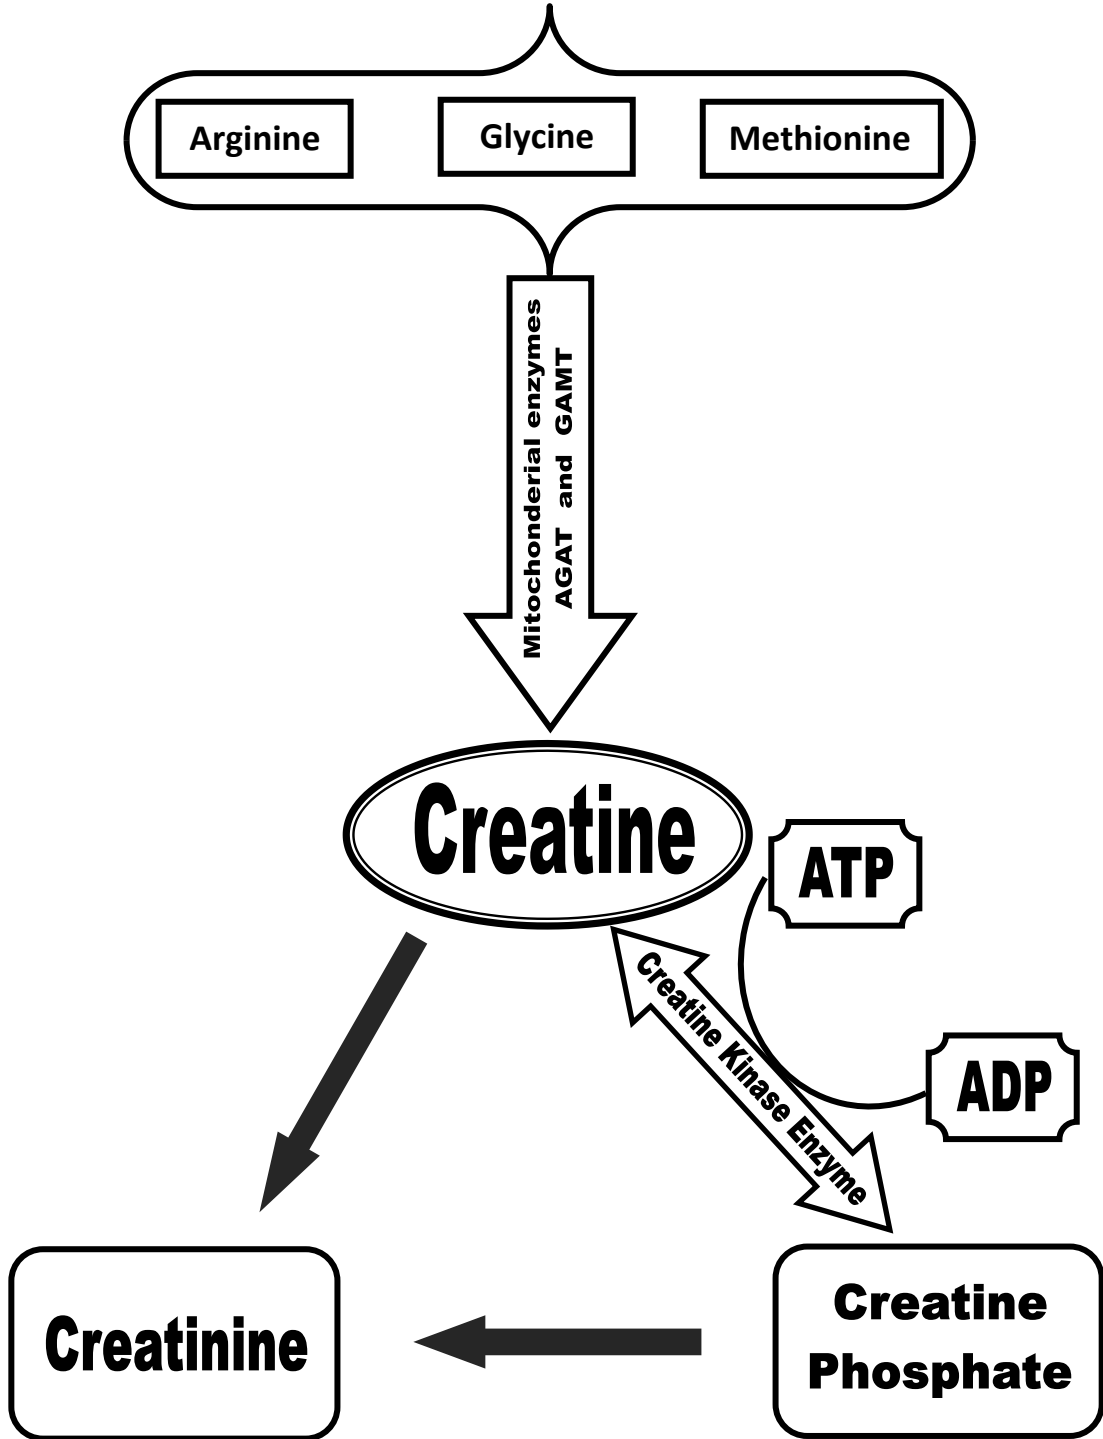 Arginine
Glycine
Methionine
Mitochonderial enzymes
AGAT and GAMT
Creatine
ATP
Creatine Kinase Enzyme
ADP
Creatinine
Creatine
Phosphate